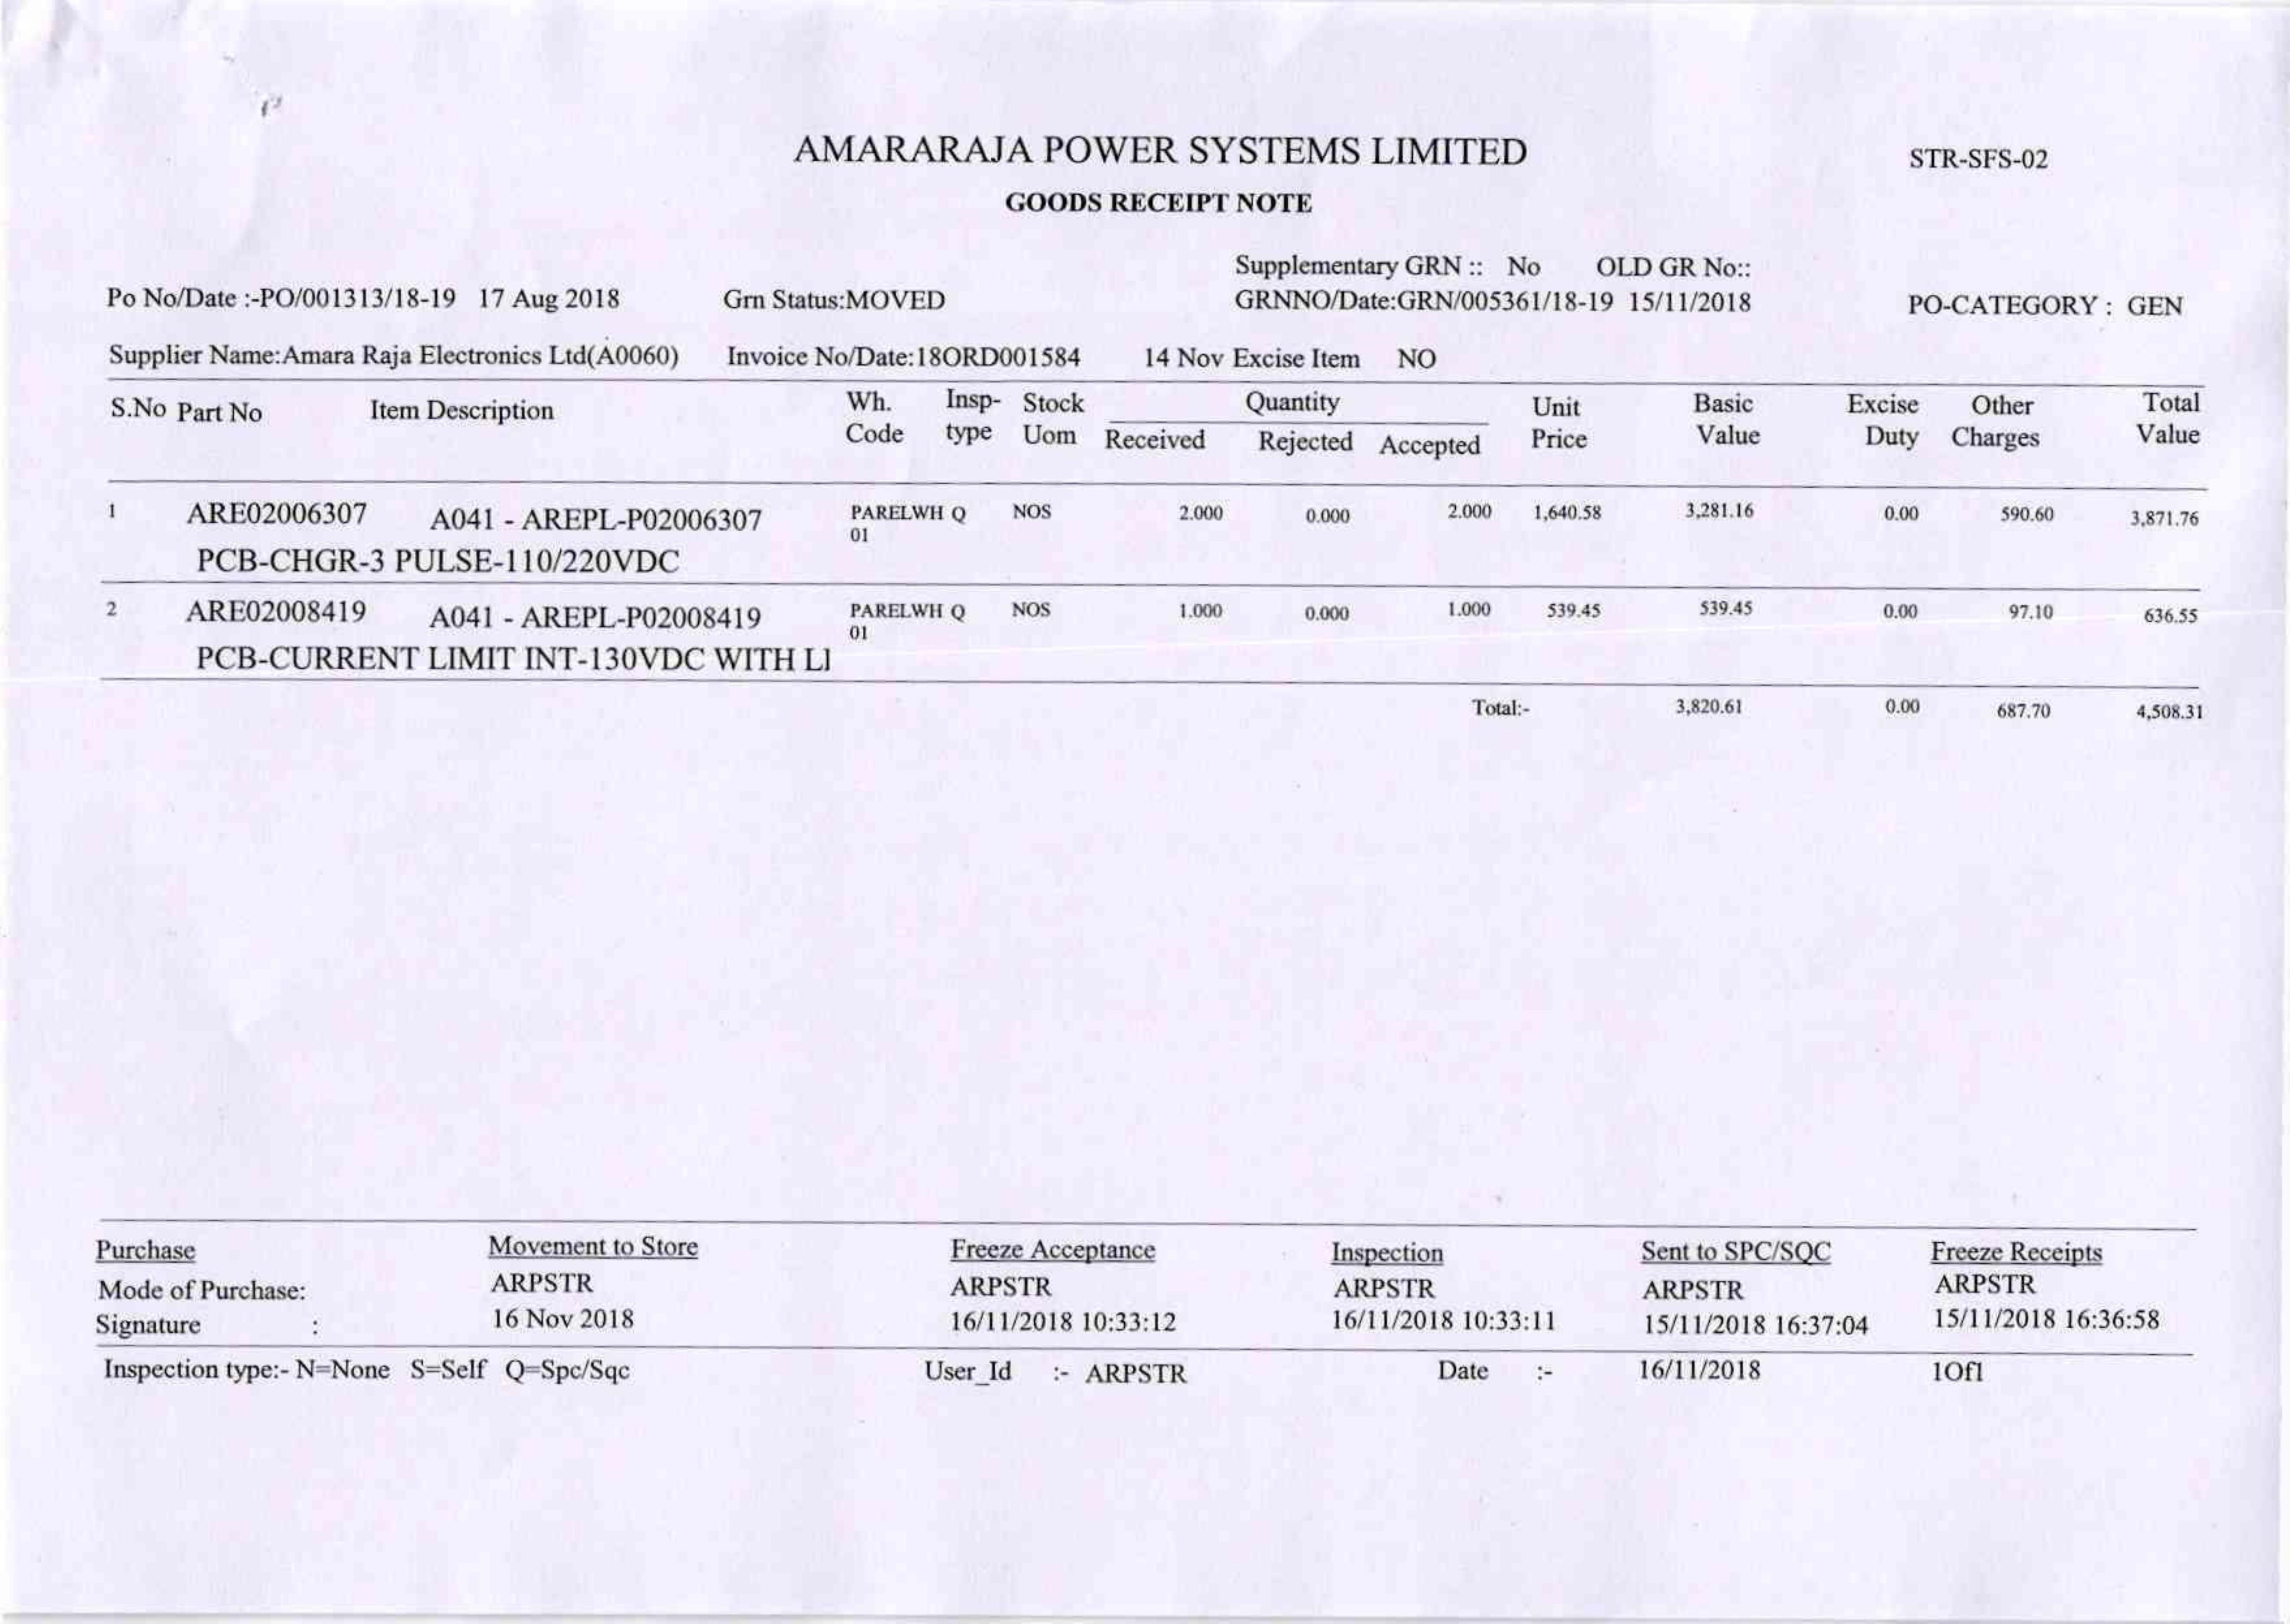 AMARARAJA POWER SYSTEMS LIMITED STR-SFS-02
GOODS RECEIPT NOTE
Supplementary GRN :: No OLD GR No::
Po No/Date :-PO/001313/18-19 17 Aug 2018 Grn Status:MOVED GRNNO/Date:GRN/005361/18-19 15/11/2018 PO-CATEGORY : GEN
Supplier Name:Amara Raja Electronics Ltd(A0060) Invoice No/Date:18ORD001584 14 Nov Excise Item NO
S.No Part No Item Description Wh. Insp- Stock Quantity Unit Basic Excise Other Total
Code type Uom Received Rejected Accepted Price Value Duty Charges Value
1 ARE02006307 A041 - AREPL-P02006307 PARELWH Q NOS 2.000 0.000 2.000 1,640.58 3,281.16 0.00 590.60 3,871.76
01
PCB-CHGR-3 PULSE-110/220VDC
2 ARE02008419 A041 - AREPL-P02008419 PARELWH Q NOS 1.000 0.000 1.000 539.45 539.45 0.00 97.10 636.55
01
PCB-CURRENT LIMIT INT-130VDC WITH LI
Total:- 3,820.61 0.00 687.70 4,508.31
Purchase Movement to Store Freeze Acceptance Inspection Sent to SPC/SQC Freeze Receipts
Mode of Purchase: ARPSTR ARPSTR ARPSTR ARPSTR ARPSTR
Signature : 16 Nov 2018 16/11/2018 10:33:12 16/11/2018 10:33:11 15/11/2018 16:37:04 15/11/2018 16:36:58
Inspection type:- N=None S=Self Q=Spc/Sqc User_Id :- ARPSTR Date :- 16/11/2018 1Of1